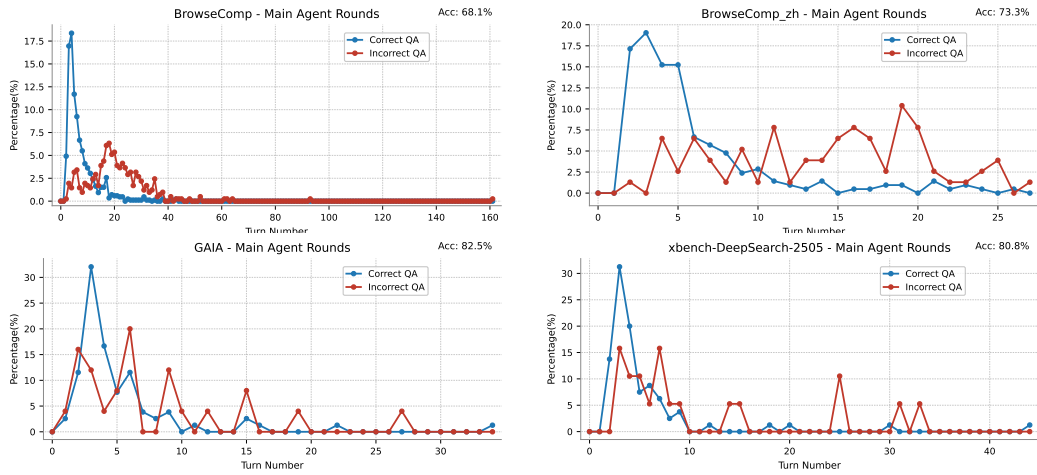 BrowseComp - Main Agent Rounds
Acc: 68.1%
Correct QA
Incorrect QA
Percentage(%)
17.5
15.0
12.5
10.0
7.5
5.0
2.5
0.0
0 20 40 60 80 100 120 140 160
Turn Number
BrowseComp_zh - Main Agent Rounds
Acc: 73.3%
Correct QA
Incorrect QA
Percentage(%)
20.0
17.5
15.0
12.5
10.0
7.5
5.0
2.5
0.0
0 5 10 15 20 25
Turn Number
GAIA - Main Agent Rounds
Acc: 82.5%
Correct QA
Incorrect QA
Percentage(%)
30
25
20
15
10
5
0
0 5 10 15 20 25 30
Turn Number
xbench-DeepSearch-2505 - Main Agent Rounds
Acc: 80.8%
Correct QA
Incorrect QA
Percentage(%)
30
25
20
15
10
5
0
0 10 20 30 40
Turn Number